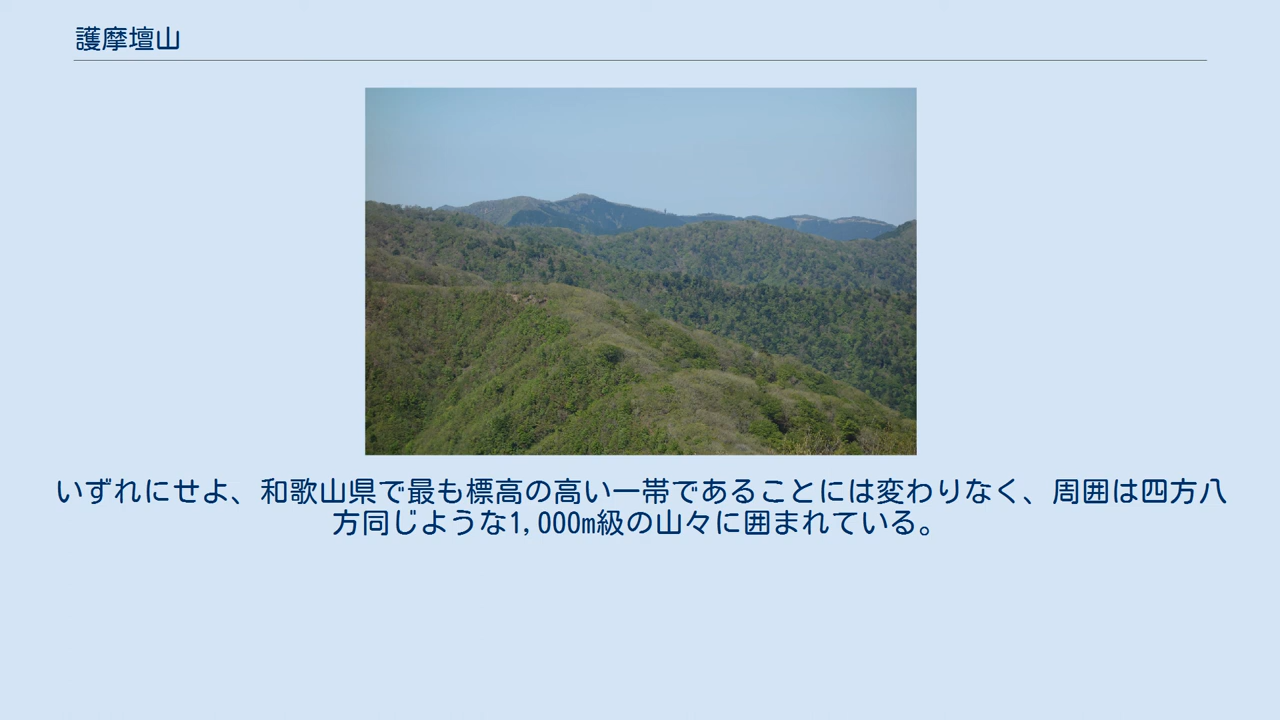 護摩壇山
いずれにせよ、和歌山県で最も標高の高い一帯であることには変わりなく、周囲は四方八
方同じような1,000m級の山々に囲まれている。